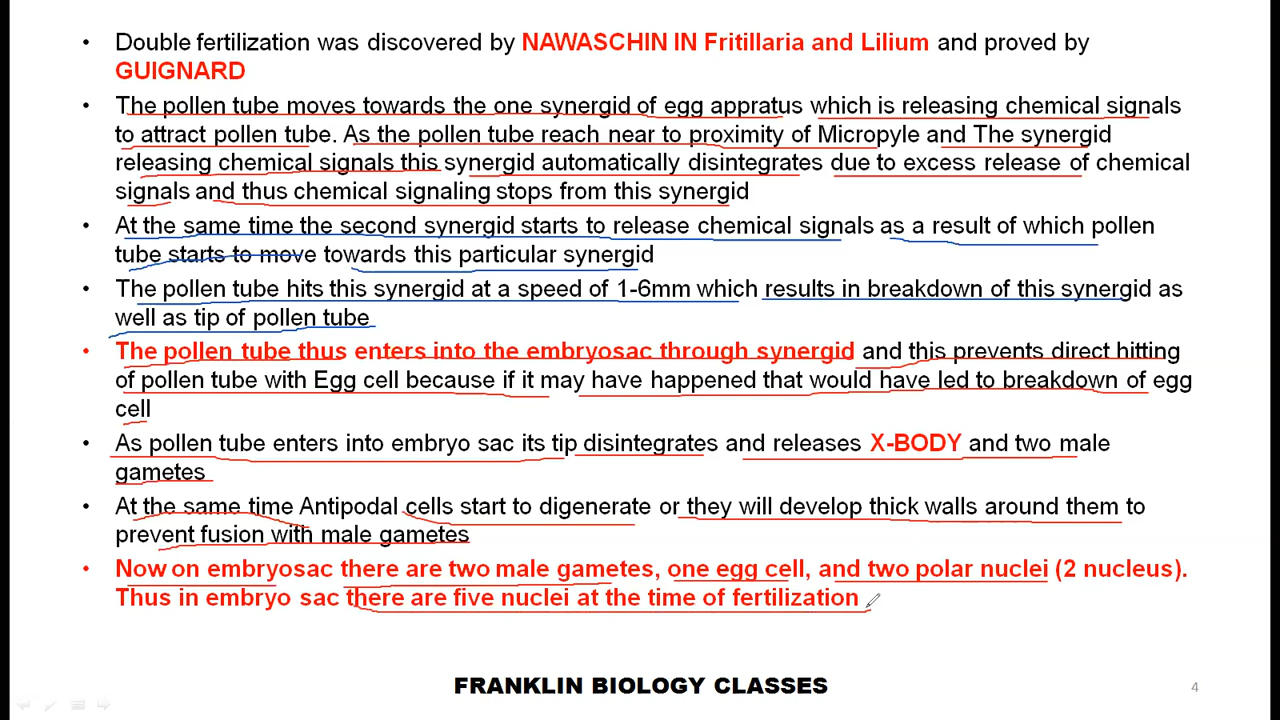 • Double fertilization was discovered by NAWASCHIN IN Fritillaria and Lilium and proved by
GUIGNARD
• The pollen tube moves towards the one synergid of egg appratus which is releasing chemical signals
to attract pollen tube. As the pollen tube reach near to proximity of Micropyle and The synergid
releasing chemical signals this synergid automatically disintegrates due to excess release of chemical
signals and thus chemical signaling stops from this synergid
• At the same time the second synergid starts to release chemical signals as a result of which pollen
tube starts to move towards this particular synergid
• The pollen tube hits this synergid at a speed of 1-6mm which results in breakdown of this synergid as
well as tip of pollen tube
• The pollen tube thus enters into the embryosac through synergid and this prevents direct hitting
of pollen tube with Egg cell because if it may have happened that would have led to breakdown of egg
cell
• As pollen tube enters into embryo sac its tip disintegrates and releases X-BODY and two male
gametes
• At the same time Antipodal cells start to digenerate or they will develop thick walls around them to
prevent fusion with male gametes
• Now on embryosac there are two male gametes, one egg cell, and two polar nuclei (2 nucleus).
Thus in embryo sac there are five nuclei at the time of fertilization
FRANKLIN BIOLOGY CLASSES
4